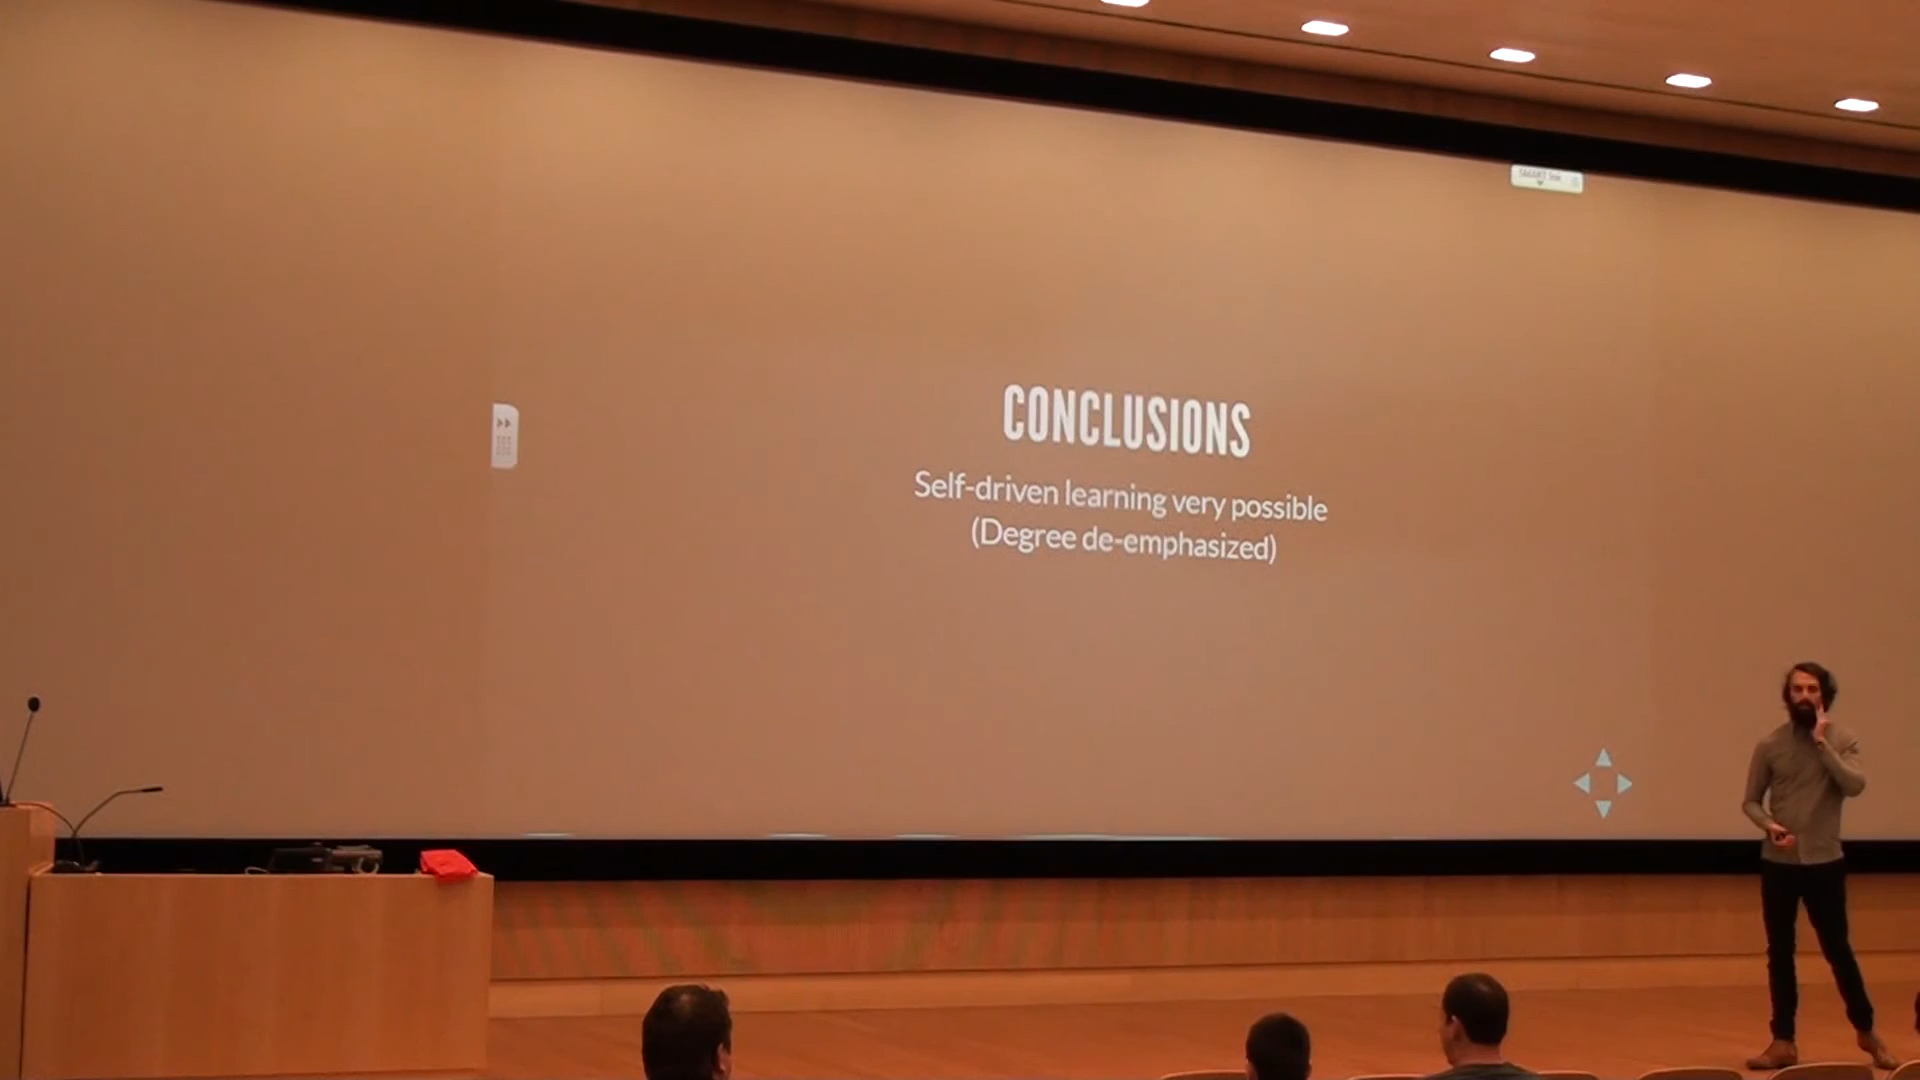 CONCLUSIONS
Self-driven learning very possible
(Degree de-emphasized)